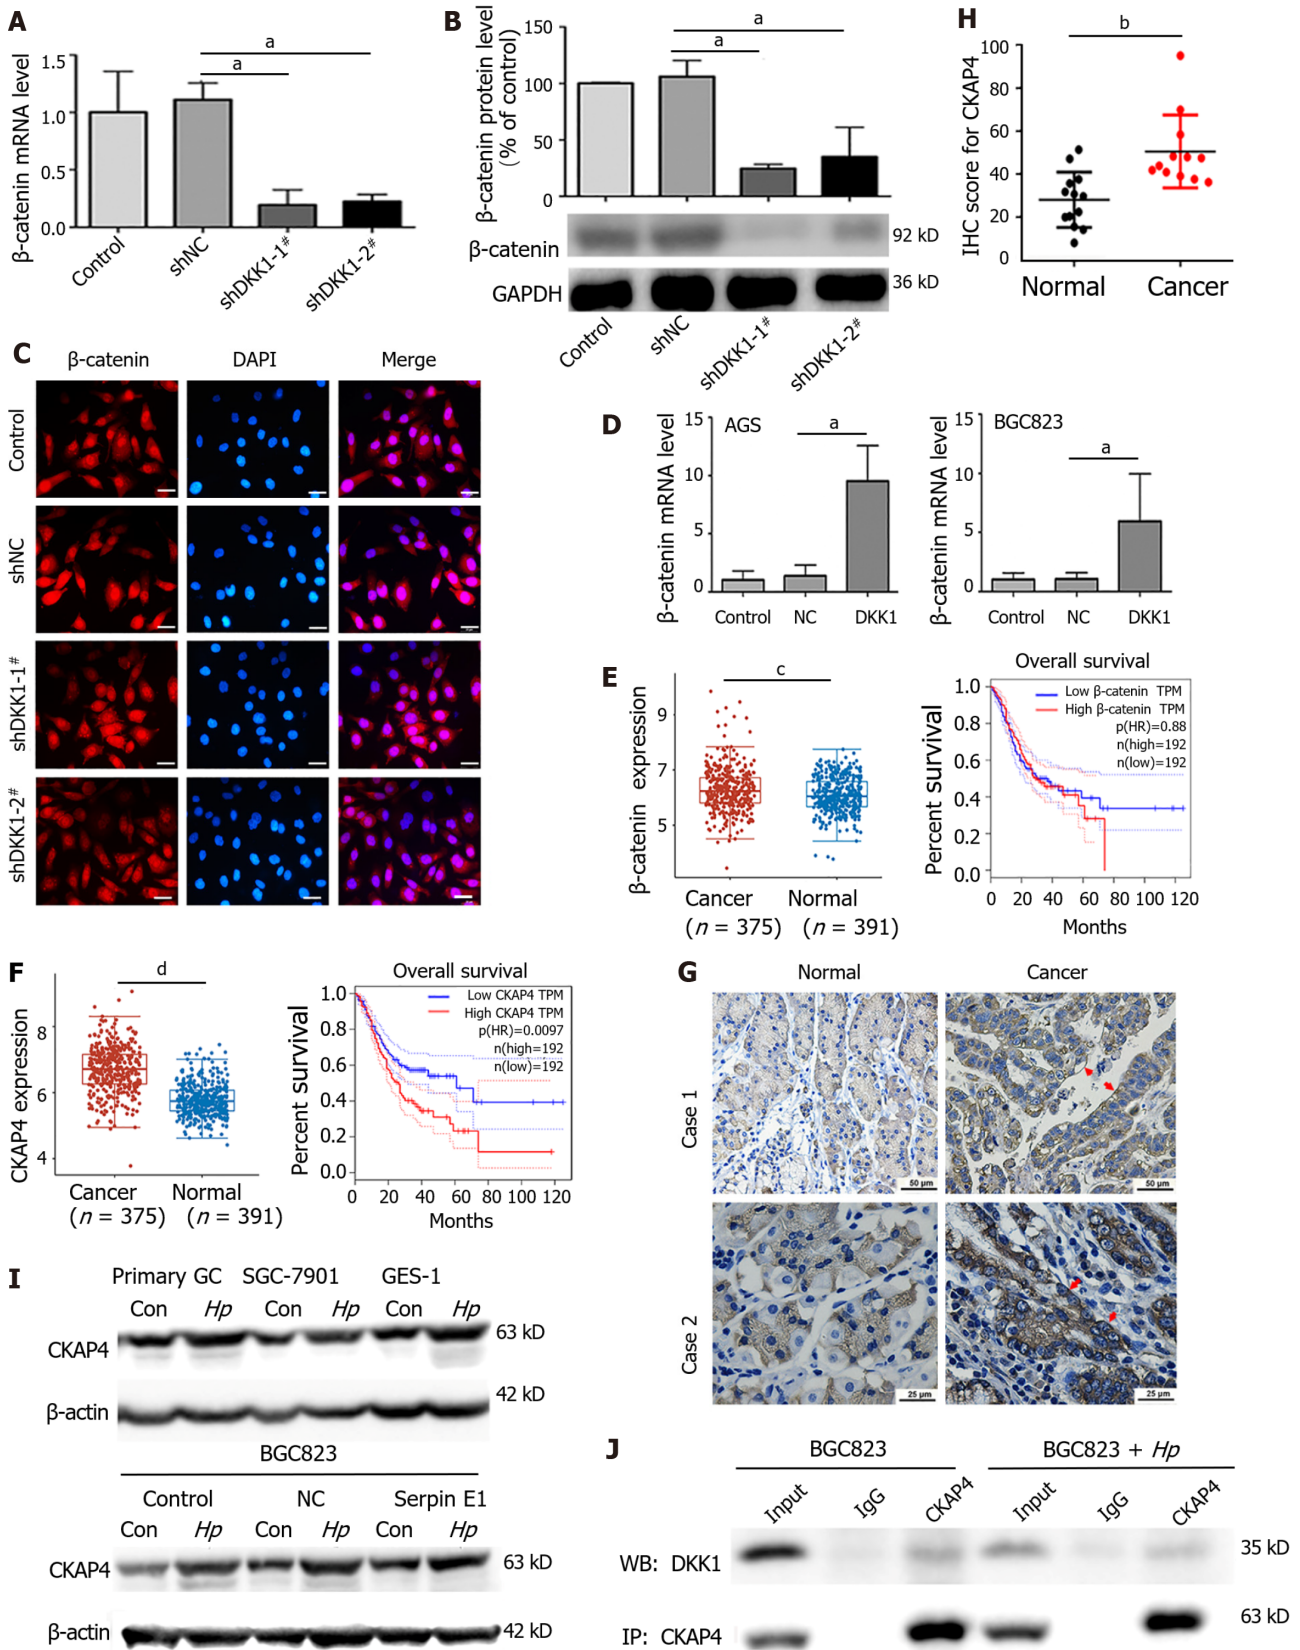 A
β-catenin mRNA level
1.5
1.0
0.5
0.0
a
a
Control
shNC
shDKK1-1#
shDKK1-2#
B
β-catenin protein level
(% of control)
150
100
50
0
a
a
β-catenin
92 kD
GAPDH
36 kD
Control
shNC
shDKK1-1#
shDKK1-2#
H
IHC score for CKAP4
100
80
60
40
20
0
b
Normal
Cancer
C
β-catenin
DAPI
Merge
Control
shNC
shDKK1-1#
shDKK1-2#
D
β-catenin mRNA level
15
10
5
0
AGS
a
Control
NC
DKK1
β-catenin mRNA level
15
10
5
0
BGC823
a
Control
NC
DKK1
E
β-catenin expression
9
7
5
c
Cancer
Normal
(n = 375)
(n = 391)
Overall survival
Percent survival
1.0
0.8
0.6
0.4
0.2
0.0
Low β-catenin TPM
High β-catenin TPM
p(HR)=0.88
n(high=192
n(low)=192
0 20 40 60 80 100 120
Months
F
CKAP4 expression
8
6
4
d
Cancer
Normal
(n = 375)
(n = 391)
Overall survival
Percent survival
1.0
0.8
0.6
0.4
0.2
0.0
Low CKAP4 TPM
High CKAP4 TPM
p(HR)=0.0097
n(high=192
n(low)=192
0 20 40 60 80 100 120
Months
G
Normal
Cancer
Case 1
50 µm
50 µm
Case 2
25 µm
25 µm
I
Primary GC SGC-7901 GES-1
Con Hp Con Hp Con Hp
CKAP4
63 kD
β-actin
42 kD
BGC823
Control NC Serpin E1
Con Hp Con Hp Con Hp
CKAP4
63 kD
β-actin
42 kD
J
BGC823
BGC823 + Hp
Input
IgG
CKAP4
Input
IgG
CKAP4
WB: DKK1
35 kD
IP: CKAP4
63 kD